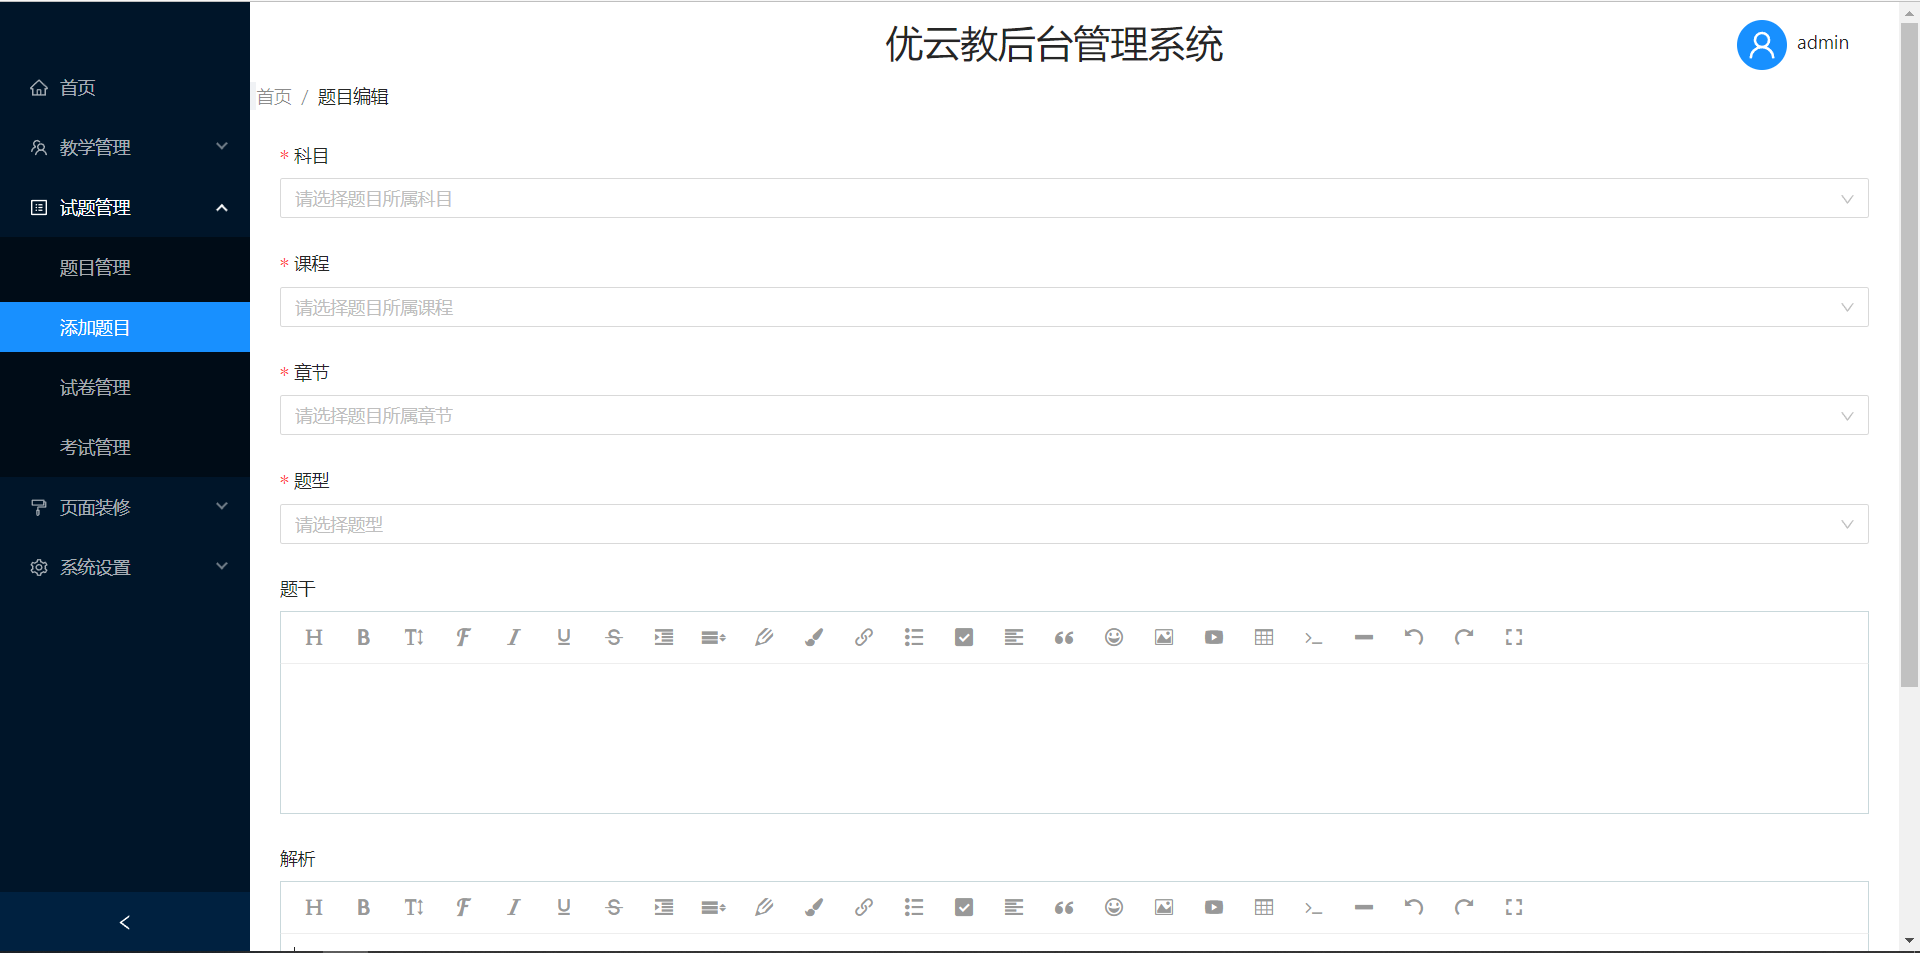 优云教后台管理系统
admin
首页
教学管理
试题管理
题目管理
添加题目
试卷管理
考试管理
页面装修
系统设置
首页 / 题目编辑
* 科目
请选择题目所属科目
* 课程
请选择题目所属课程
* 章节
请选择题目所属章节
* 题型
请选择题型
题干
解析